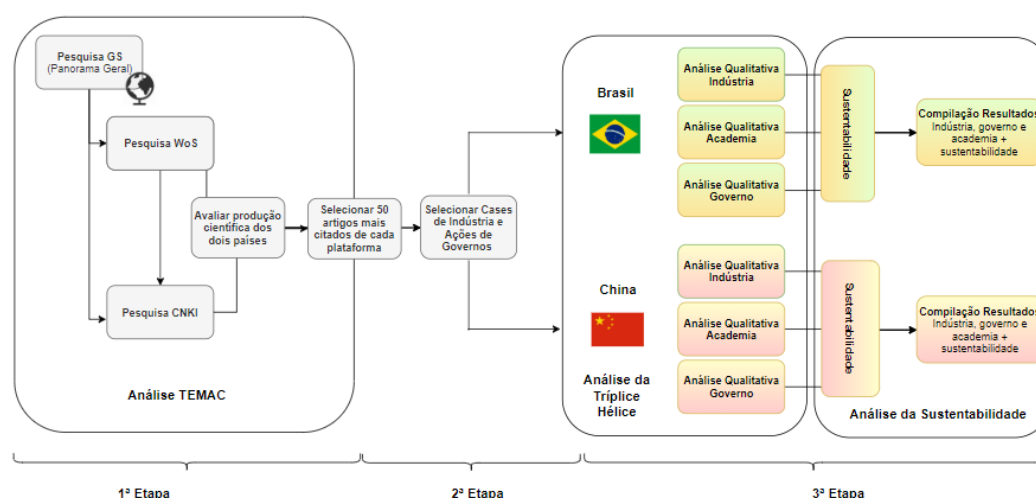 Pesquisa GS
(Panorama Geral)
Pesquisa WoS
Avaliar produção
científica dos
dois países
Pesquisa CNKI
Análise TEMAC
Selecionar 50
artigos mais
citados de cada
plataforma
Selecionar Cases
de Indústria e
Ações de
Governos
Brasil
Análise Qualitativa
Indústria
Análise Qualitativa
Academia
Análise Qualitativa
Governo
Sustentabilidade
Compilação Resultados
Indústria, governo e
academia +
sustentabilidade
China
Análise Qualitativa
Indústria
Análise Qualitativa
Academia
Análise Qualitativa
Governo
Sustentabilidade
Compilação Resultados
Indústria, governo e
academia +
sustentabilidade
Análise da
Tríplice
Hélice
Análise da Sustentabilidade
1ª Etapa
2ª Etapa
3ª Etapa